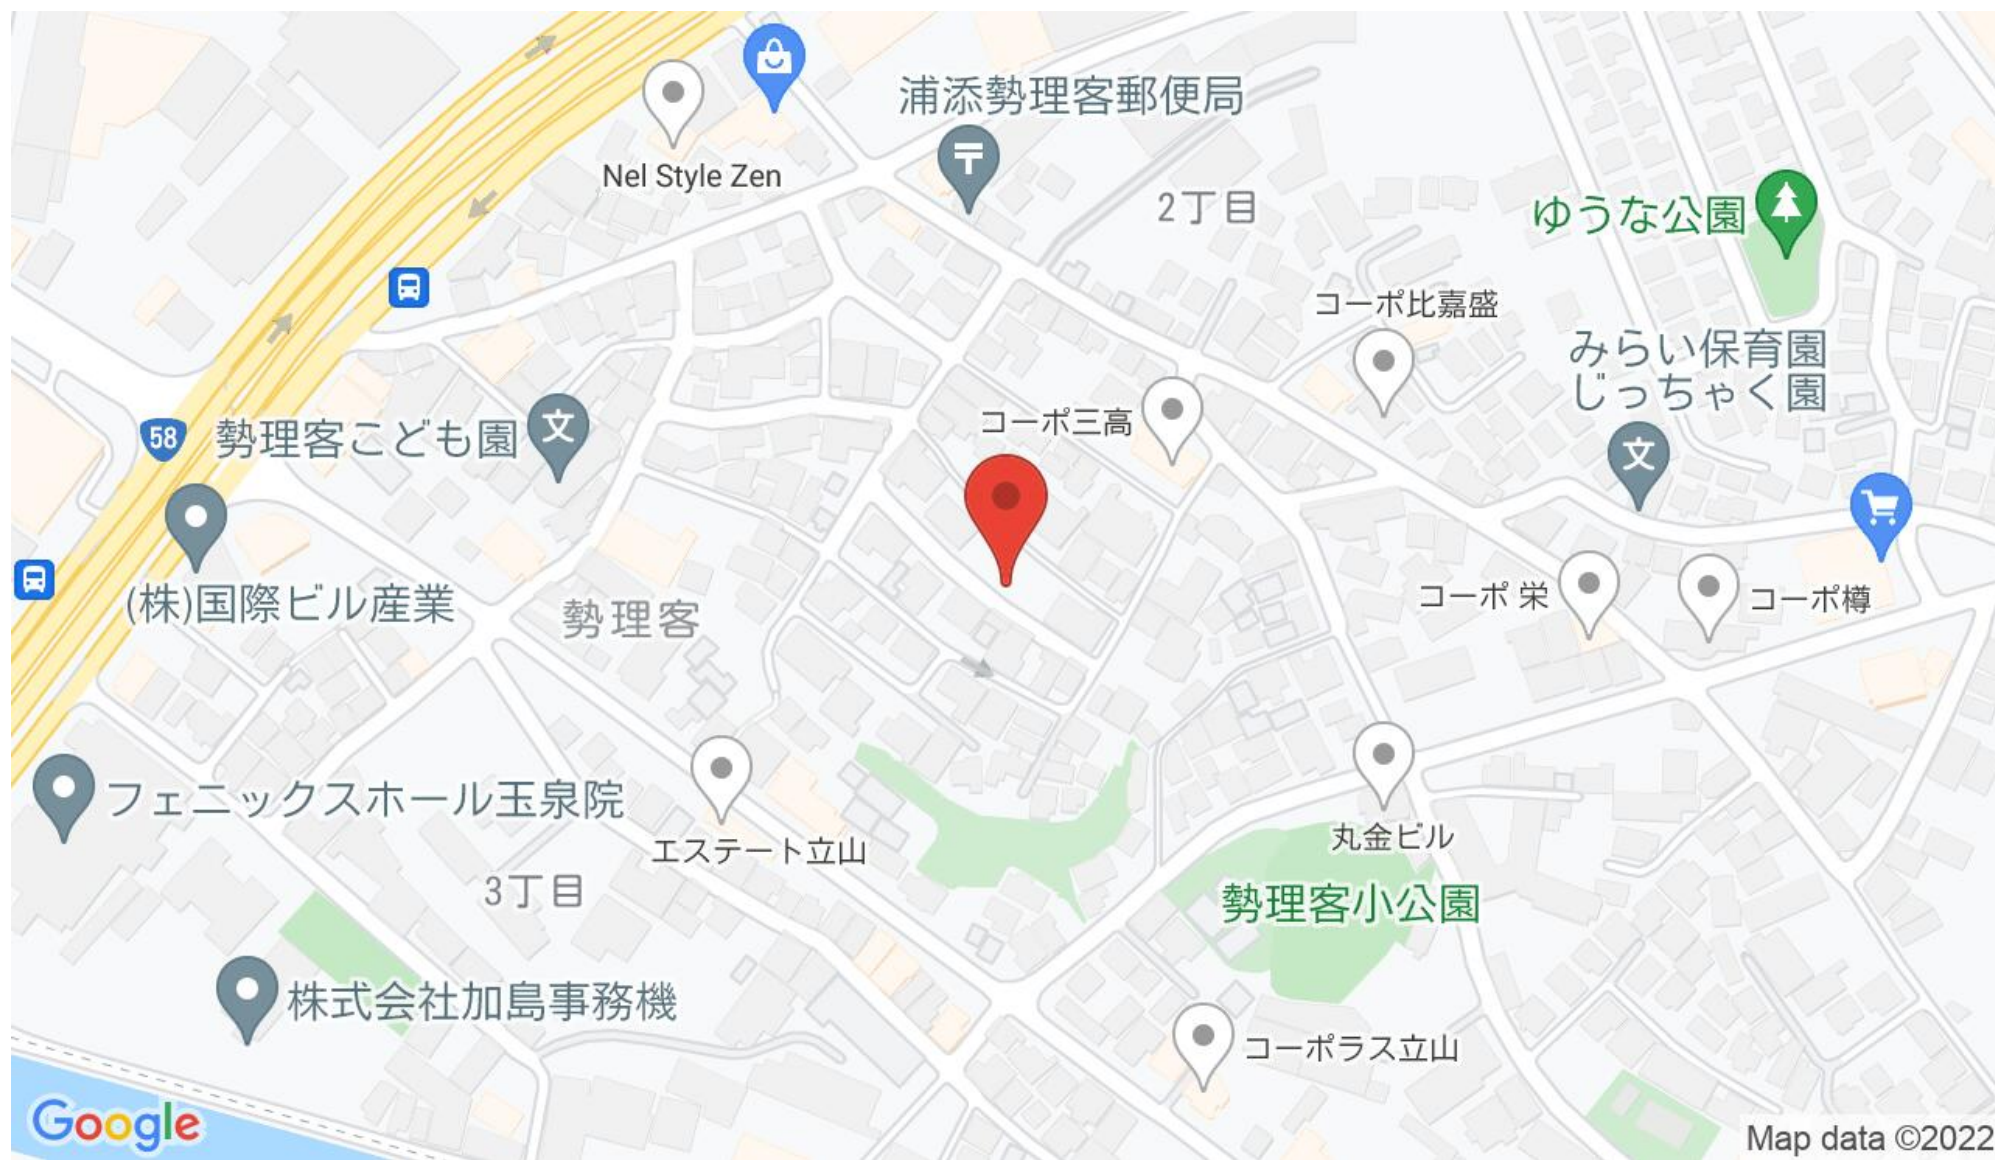 浦添勢理客郵便局
Nel Style Zen
2丁目
ゆうな公園
コーポ比嘉盛
みらい保育園
じっちゃく園
コーポ三高
58
勢理客こども園
(株)国際ビル産業
勢理客
コーポ 栄
コーポ樽
フェニックスホール玉泉院
エステート立山
丸金ビル
3丁目
勢理客小公園
株式会社加島事務機
コーポラス立山
Google
Map data ©2022